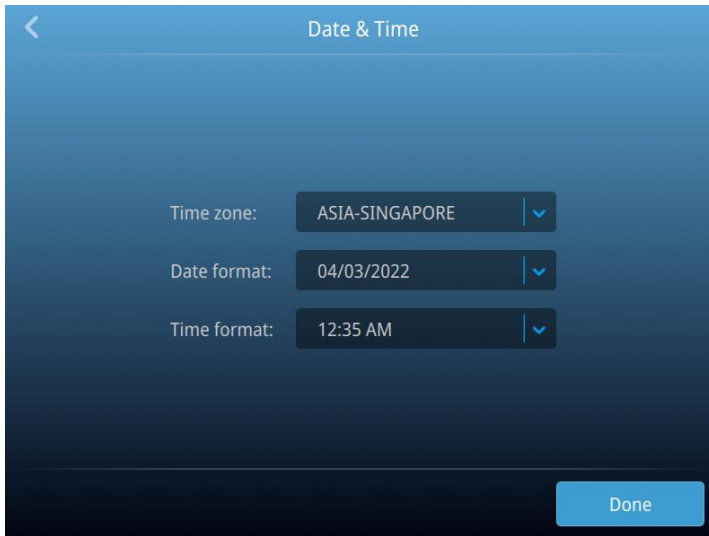 Date & Time
Time zone: ASIA-SINGAPORE
Date format: 04/03/2022
Time format: 12:35 AM
Done